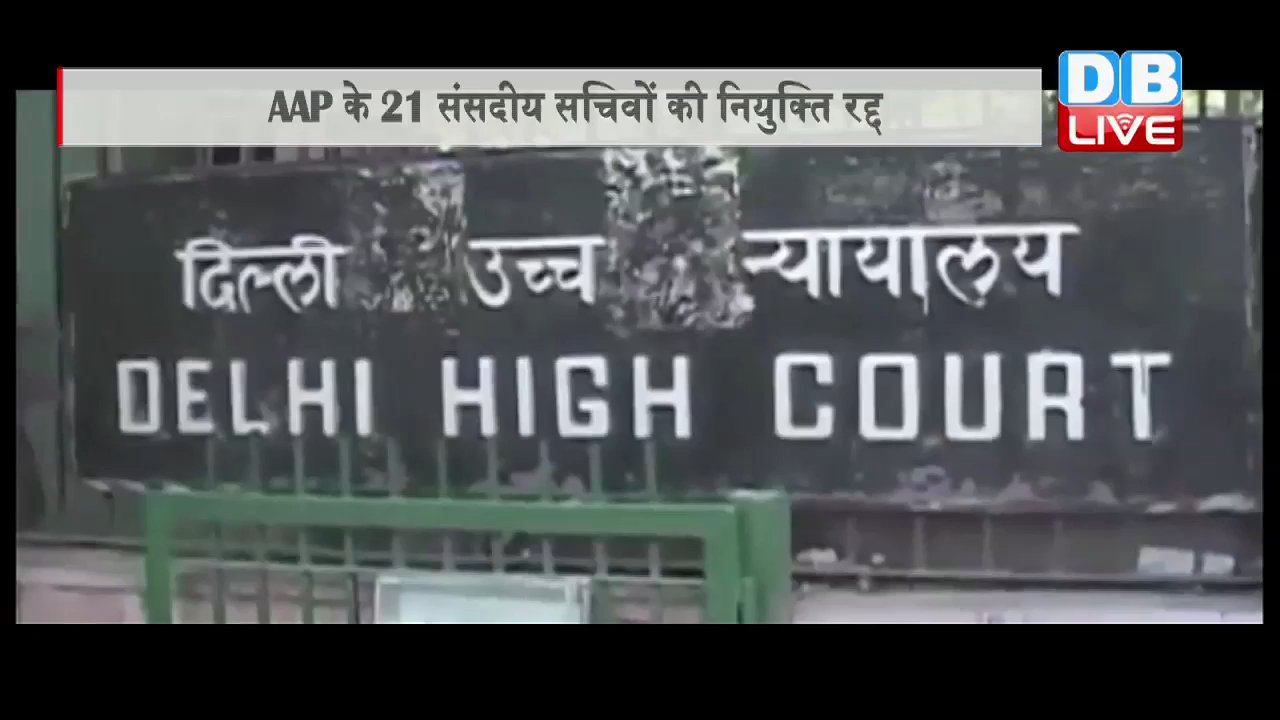 AAP के 21 संसदीय सचिवों की नियुक्ति रद्द
DB
LIVE
दिल्ली उच्च न्यायालय
DELHI HIGH COURT